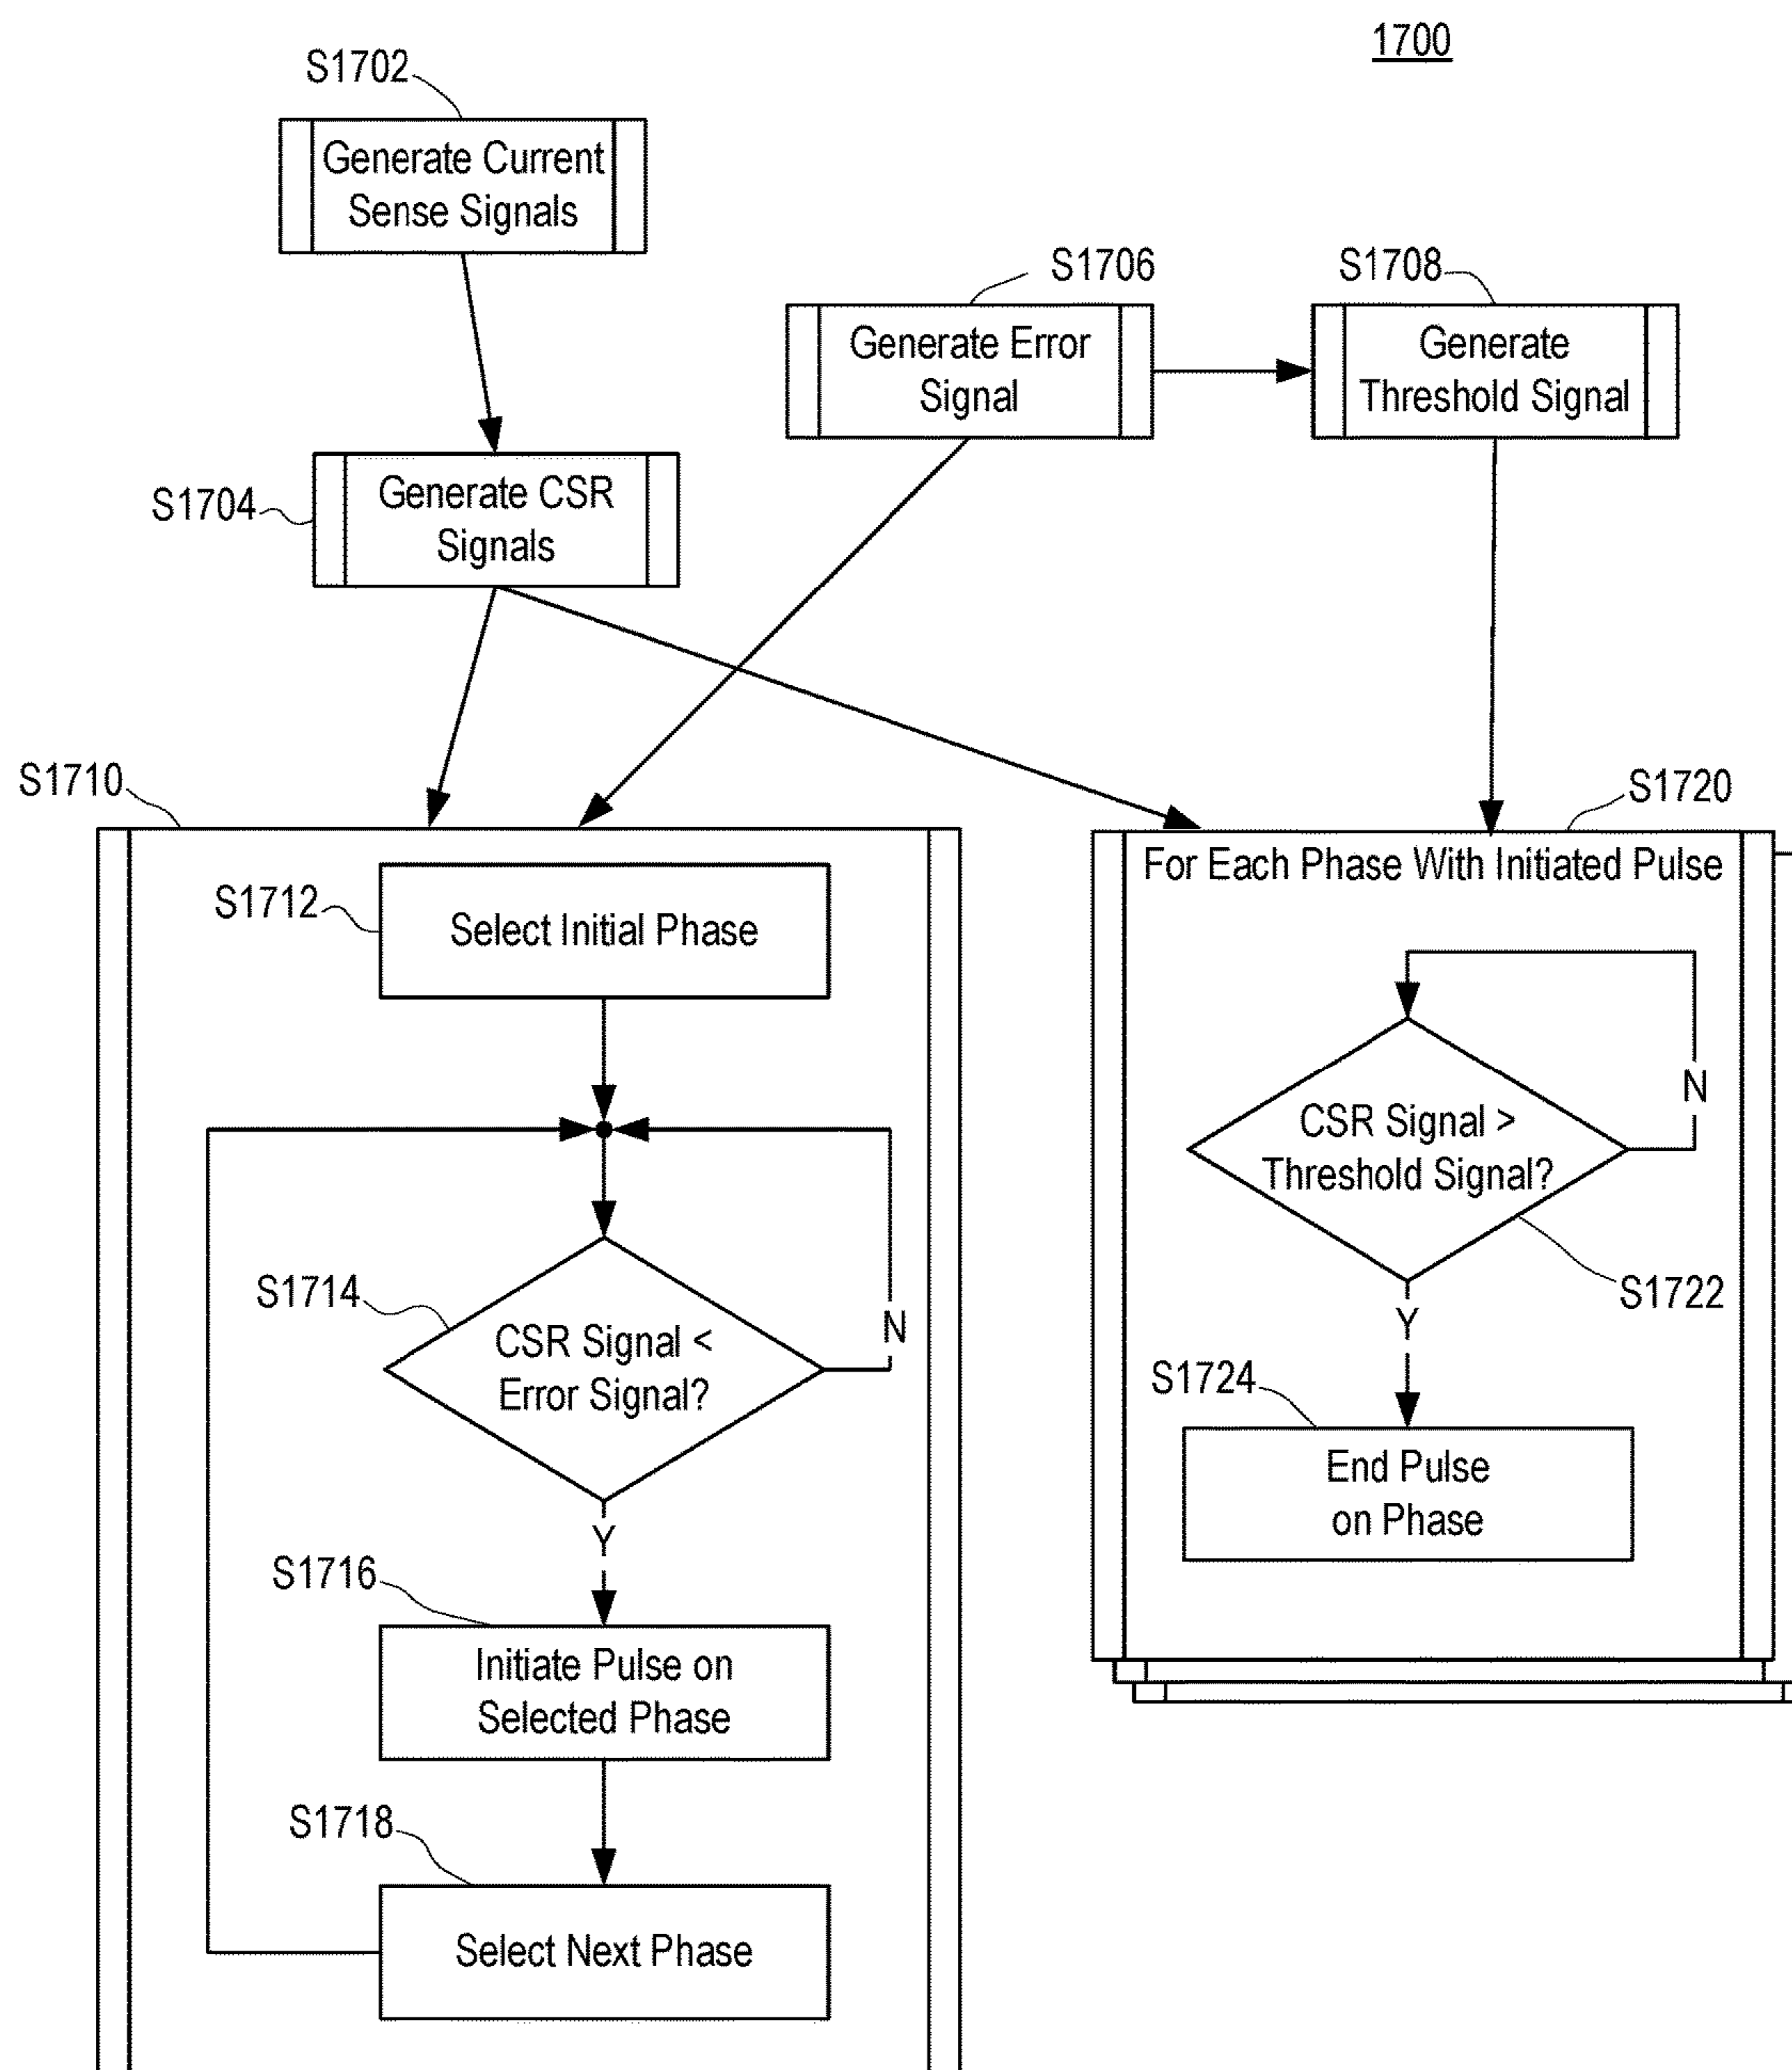 1700
S1702
Generate Current
Sense Signals
S1706
S1708
Generate Error
Signal
Generate
Threshold Signal
S1704
Generate CSR
Signals
S1710
S1720
For Each Phase With Initiated Pulse
S1712
Select Initial Phase
N
CSR Signal >
Threshold Signal?
S1722
Y
S1714
CSR Signal <
Error Signal?
N
S1724
End Pulse
on Phase
Y
S1716
Initiate Pulse on
Selected Phase
S1718
Select Next Phase